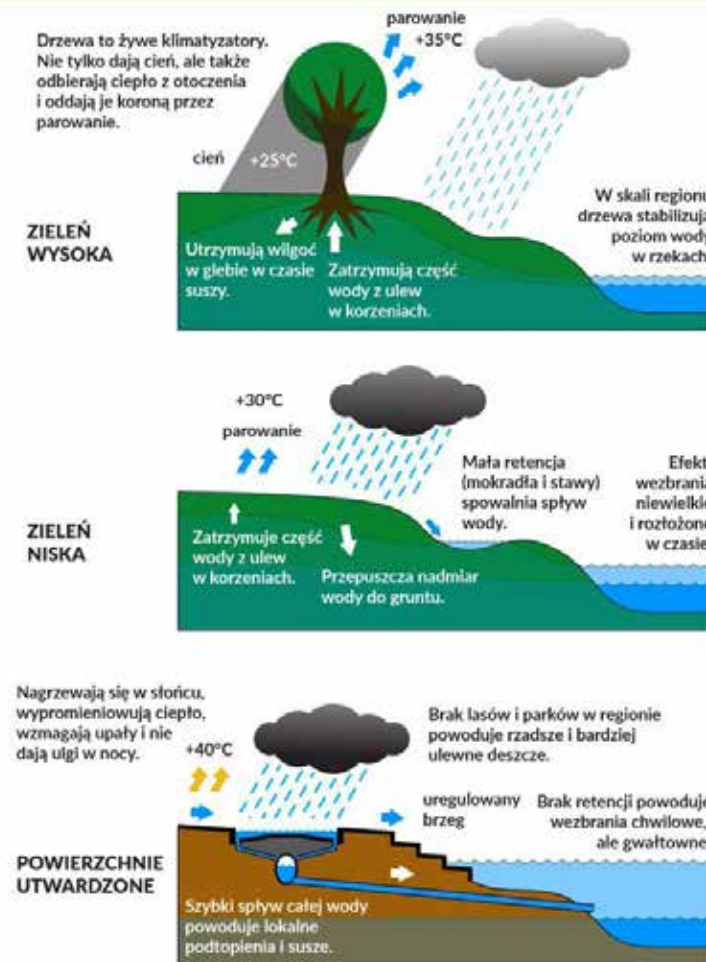 Drzewa to żywe klimatyzatory.
Nie tylko dają cień, ale także
odbierają ciepło z otoczenia
i oddają je koroną przez
parowanie.
parowanie
+35°C
cień
+25°C
ZIELEŃ
WYSOKA
Utrzymują wilgoć
w glebie w czasie
suszy.
Zatrzymują część
wody z ulew
w korzeniach.
W skali regionu
drzewa stabilizują
poziom wody
w rzekach
+30°C
parowanie
ZIELEŃ
NISKA
Zatrzymuje część
wody z ulew
w korzeniach.
Przepuszcza nadmiar
wody do gruntu.
Mała retencja
(mokradła i stawy)
spowalnia spływ
wody.
Efekt
wezbrania
niewielkie
i rozłożone
w czasie
Nagrzewają się w słońcu,
wypromieniowują ciepło,
wzmagają upały i nie
dają ulgi w nocy.
+40°C
Brak lasów i parków w regionie
powoduje rzadsze i bardziej
ulewne deszcze.
uregulowany
brzeg
Brak retencji powoduje
wezbrania chwilowe,
ale gwałtowne
POWIERZCHNIE
UTWARDZONE
Szybki spływ całej wody
powoduje lokalne
podtopienia i susze.